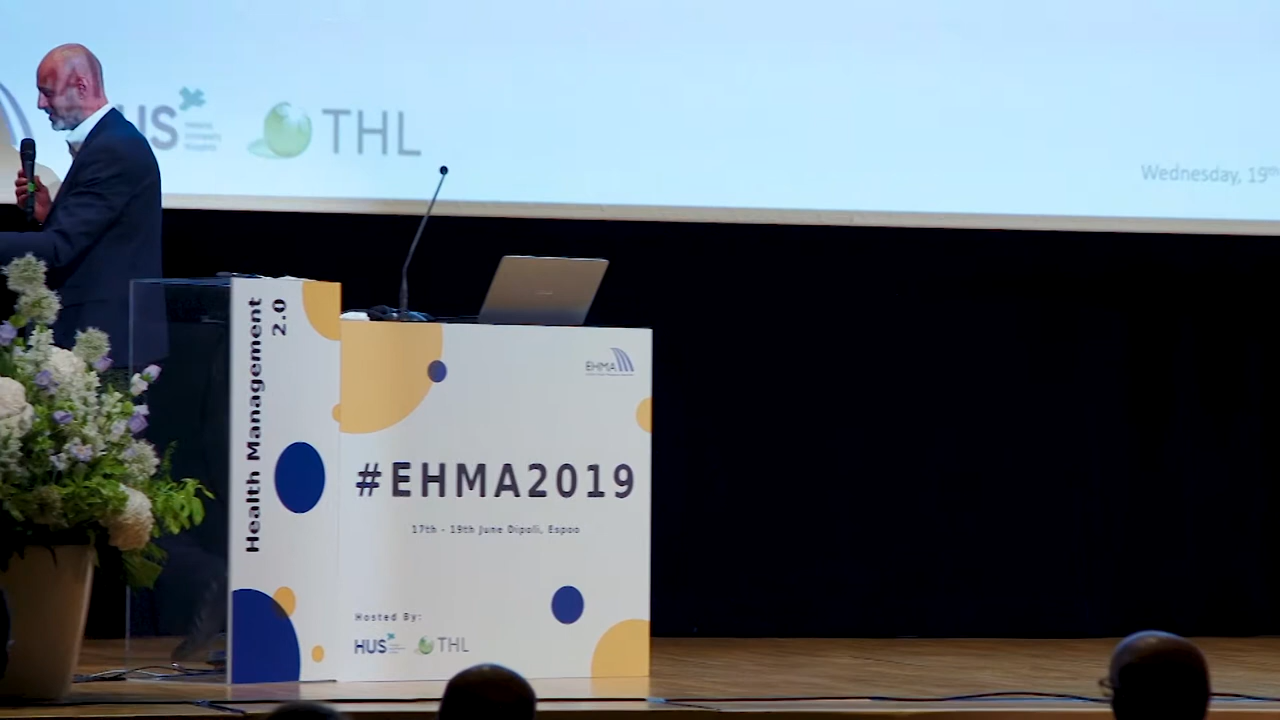 HUS
THL
Wednesday, 19th
Health Management
2.0
EHMA
#EHMA2019
17th - 19th June Dipoli, Espoo
Hosted By:
HUS
THL